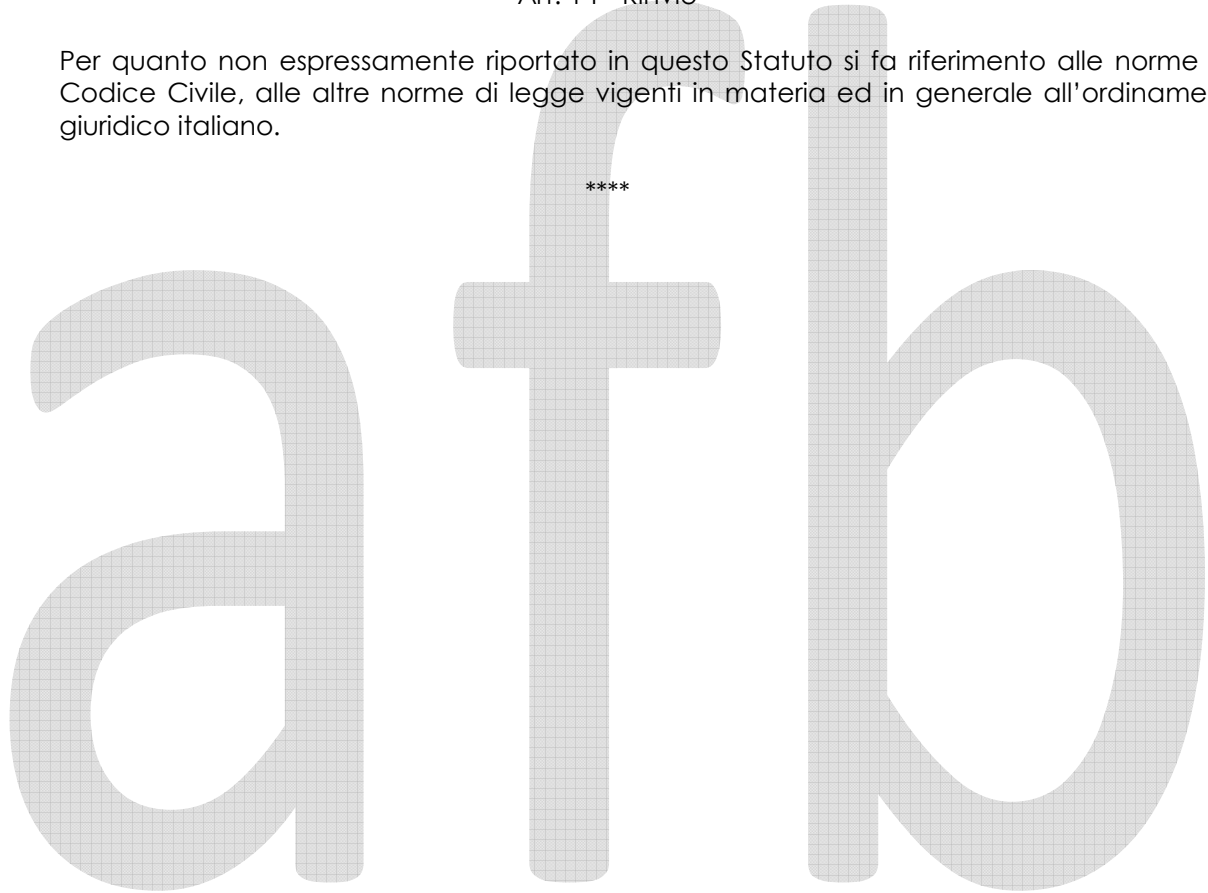 Per quanto non espressamente riportato in questo Statuto si fa riferimento alle norme
Codice Civile, alle altre norme di legge vigenti in materia ed in generale all’ordiname
giuridico italiano.
****
afb